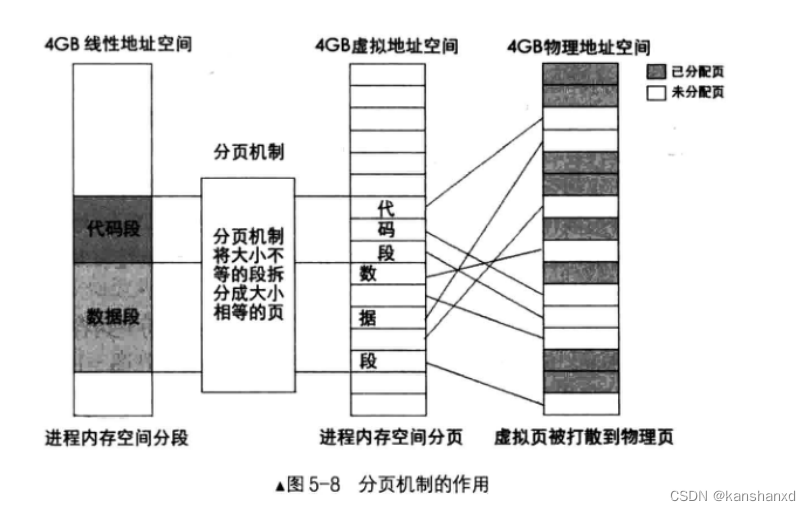 4GB 线性地址空间
4GB虚拟地址空间
4GB物理地址空间
已分配页
未分配页
分页机制
代码段
数据段
分页机制
将大小不
等的段拆
分成大小
相等的页
代
码
段
数
据
段
进程内存空间分段
进程内存空间分页
虚拟页被打散到物理页
▲图 5-8 分页机制的作用
CSDN @kanshanxd